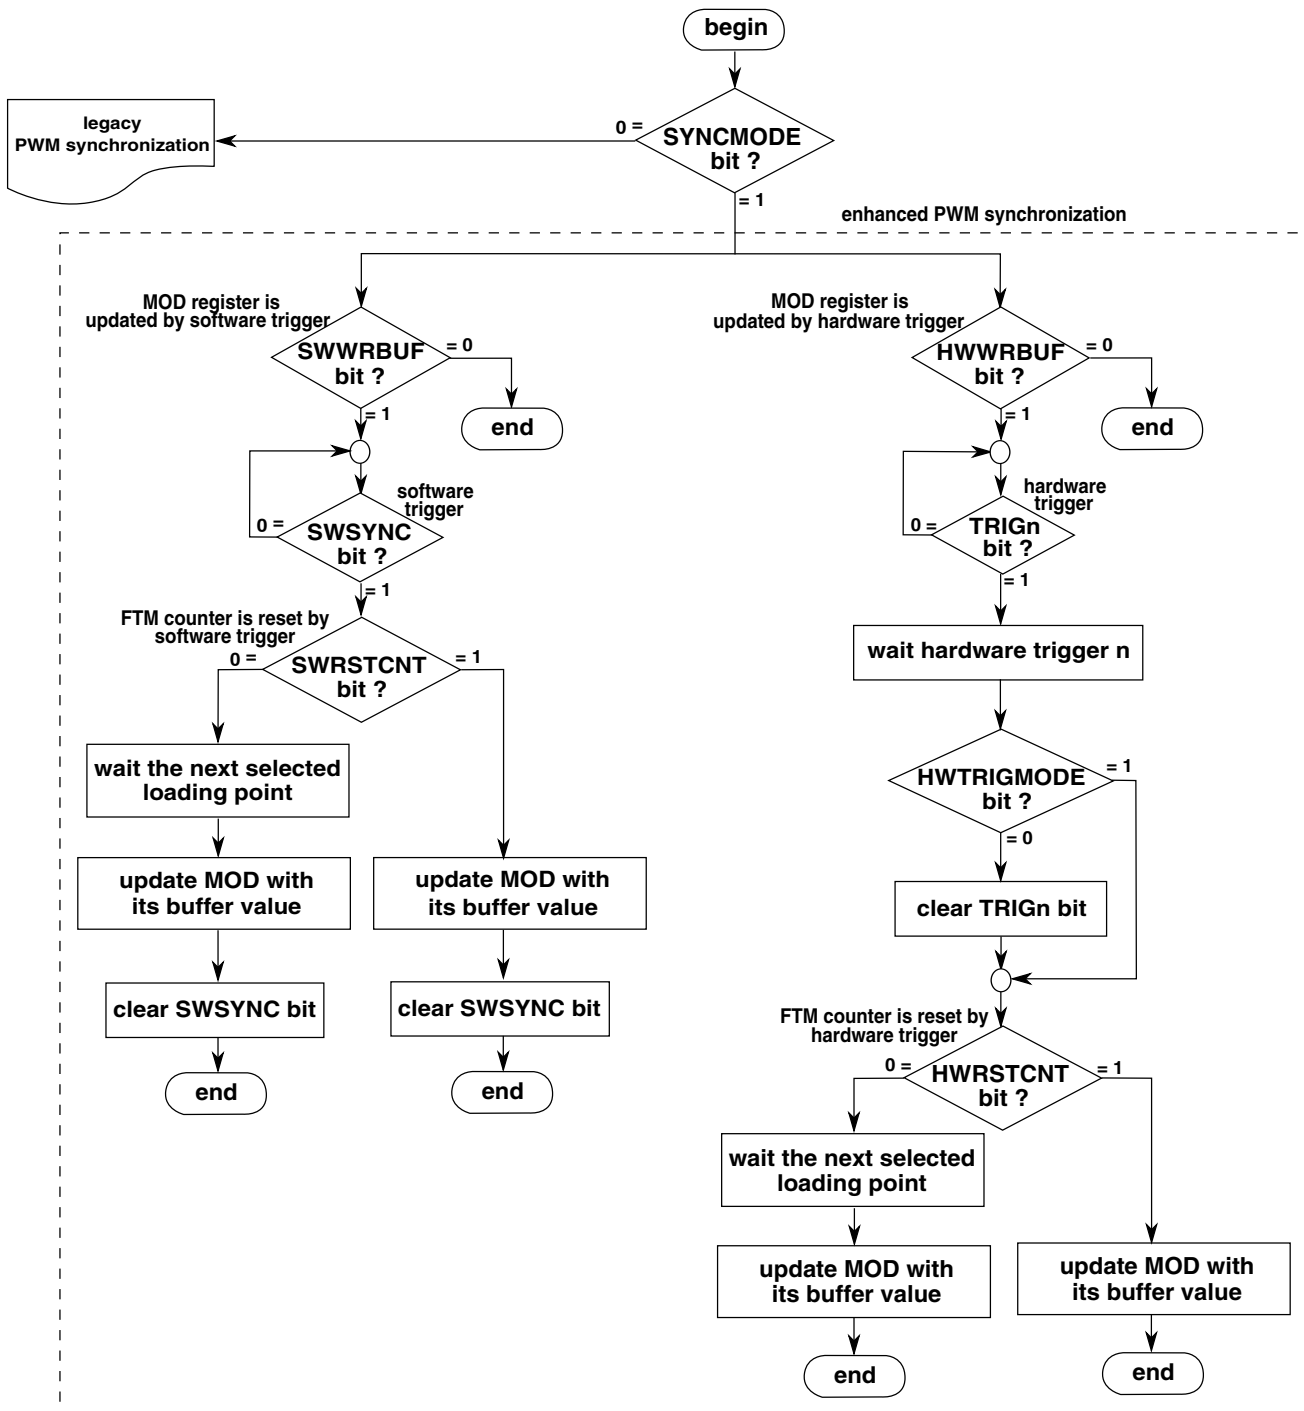 begin
legacy
PWM synchronization
0 =
SYNCMODE
bit ?
= 1
enhanced PWM synchronization
MOD register is
updated by software trigger
SWWRBUF
bit ?
= 0
= 1
end
software
trigger
0 =
SWSYNC
bit ?
= 1
FTM counter is reset by
software trigger
0 =
SWRSTCNT
bit ?
= 1
wait the next selected
loading point
update MOD with
its buffer value
clear SWSYNC bit
end
update MOD with
its buffer value
clear SWSYNC bit
end
MOD register is
updated by hardware trigger
HWWRBUF
bit ?
= 0
= 1
end
hardware
trigger
0 =
TRIGn
bit ?
= 1
wait hardware trigger n
HWTRIGMODE
bit ?
= 1
= 0
clear TRIGn bit
FTM counter is reset by
hardware trigger
0 =
HWRSTCNT
bit ?
= 1
wait the next selected
loading point
update MOD with
its buffer value
end
update MOD with
its buffer value
end